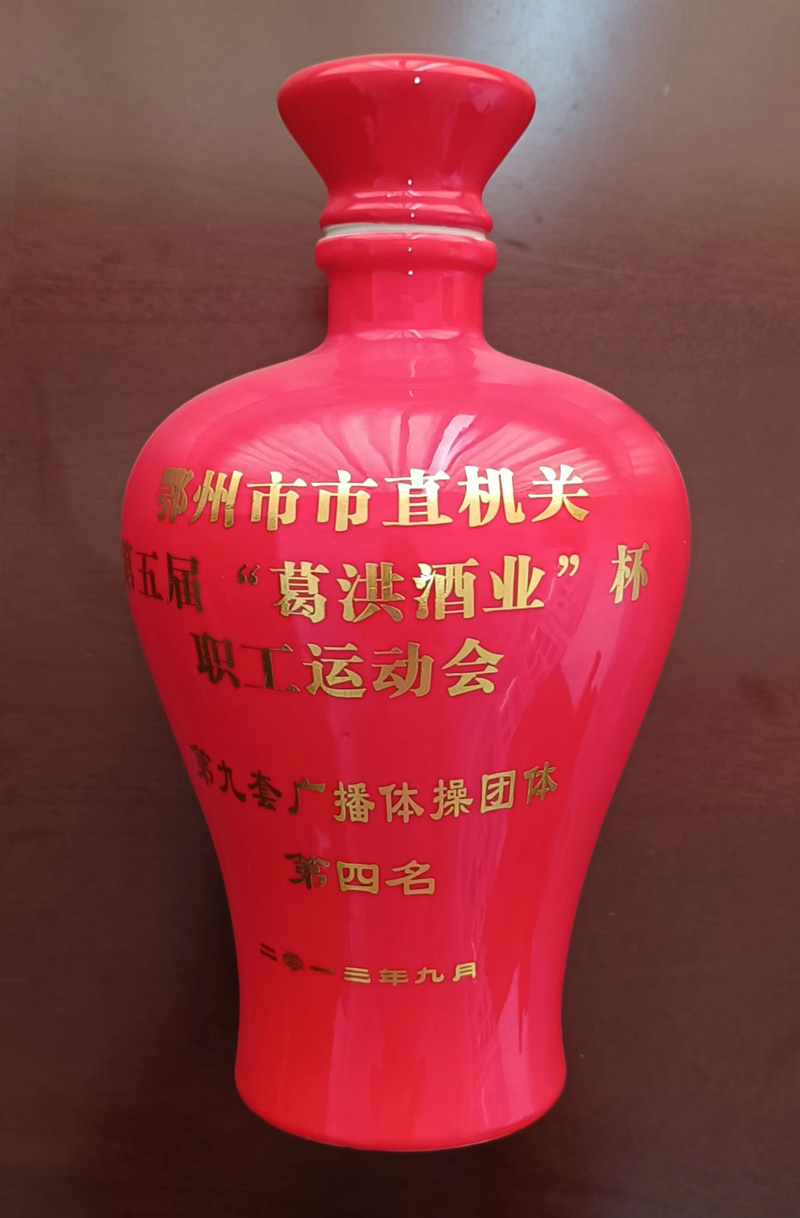 鄂州市市直机关
第五届“葛洪酒业”杯
职工运动会
第九套广播体操团体
第四名
二零一三年九月